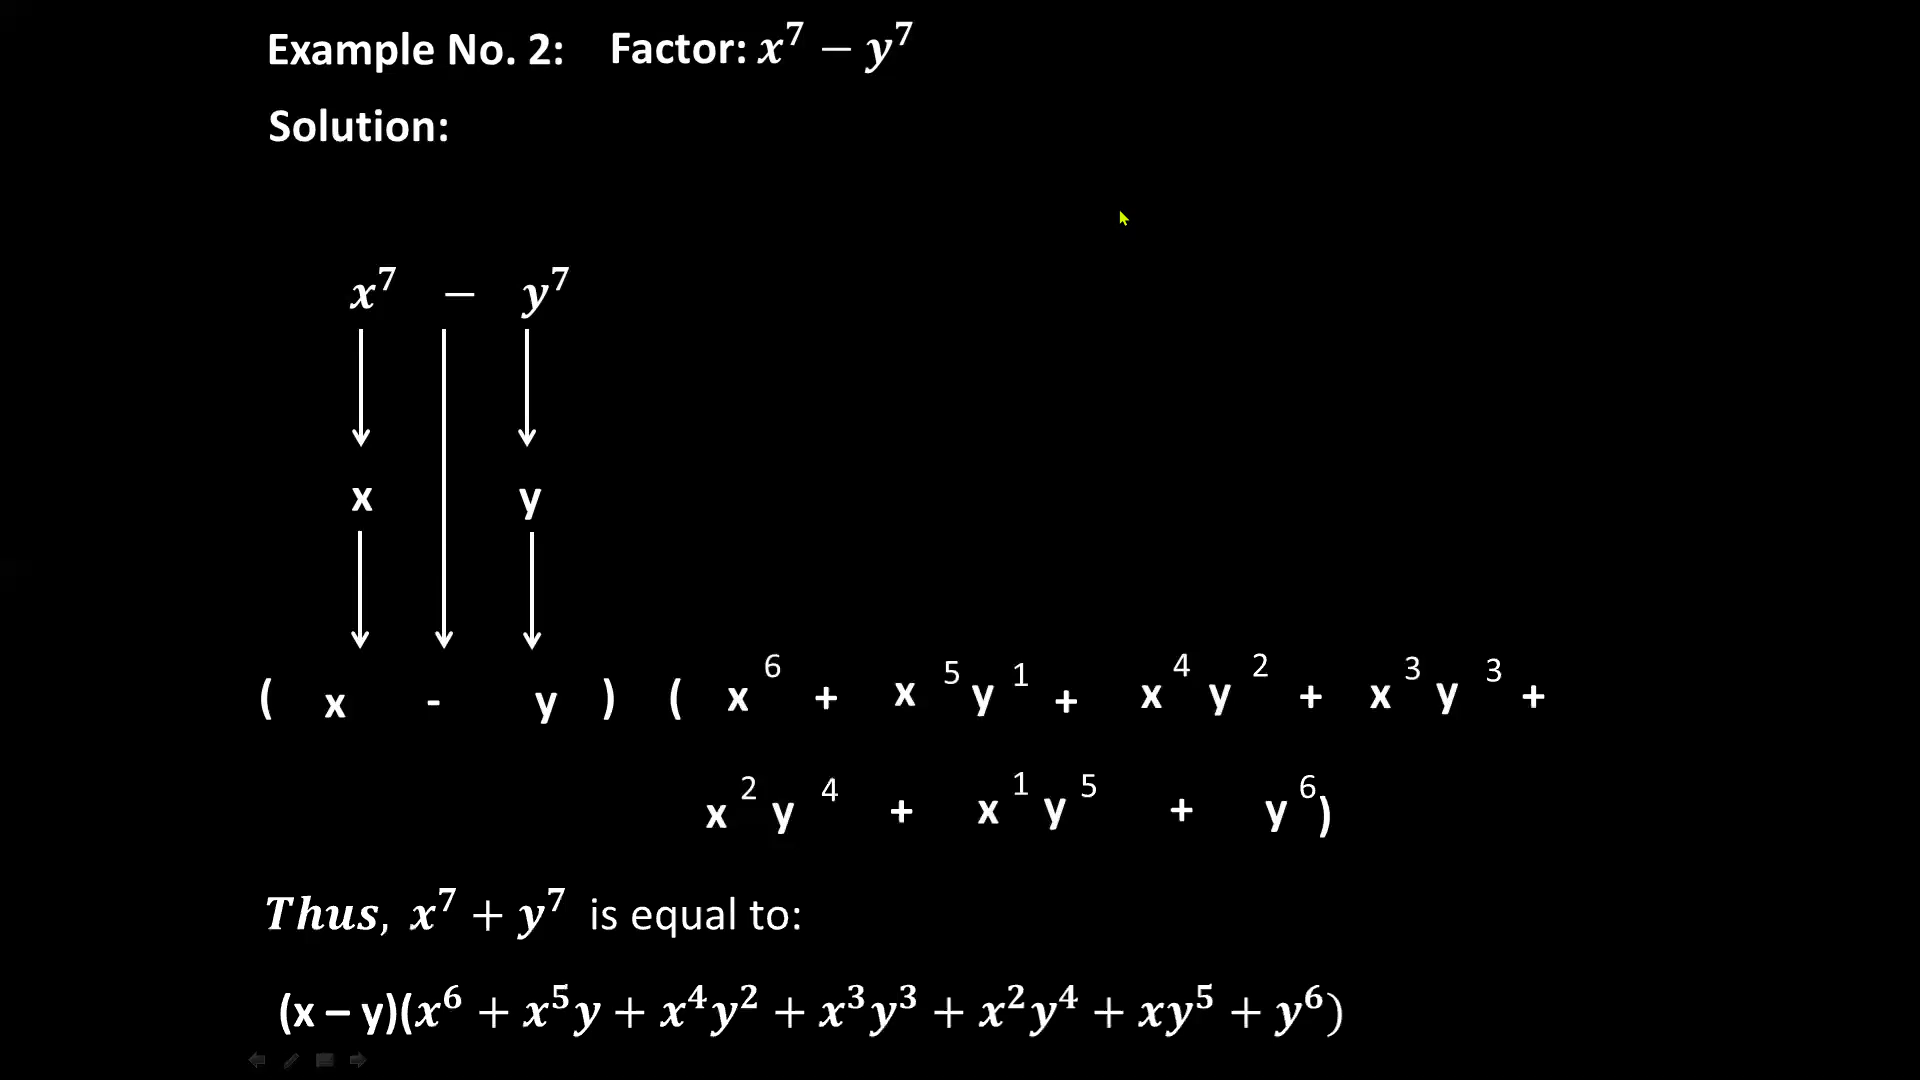 Example No. 2: Factor: x⁷ − y⁷
Solution:
x⁷ − y⁷
x y
( x - y ) ( x⁶ + x⁵y¹ + x⁴y² + x³y³ +
x²y⁴ + x¹y⁵ + y⁶)
Thus, x⁷ + y⁷ is equal to:
(x – y)(x⁶ + x⁵y + x⁴y² + x³y³ + x²y⁴ + xy⁵ + y⁶)